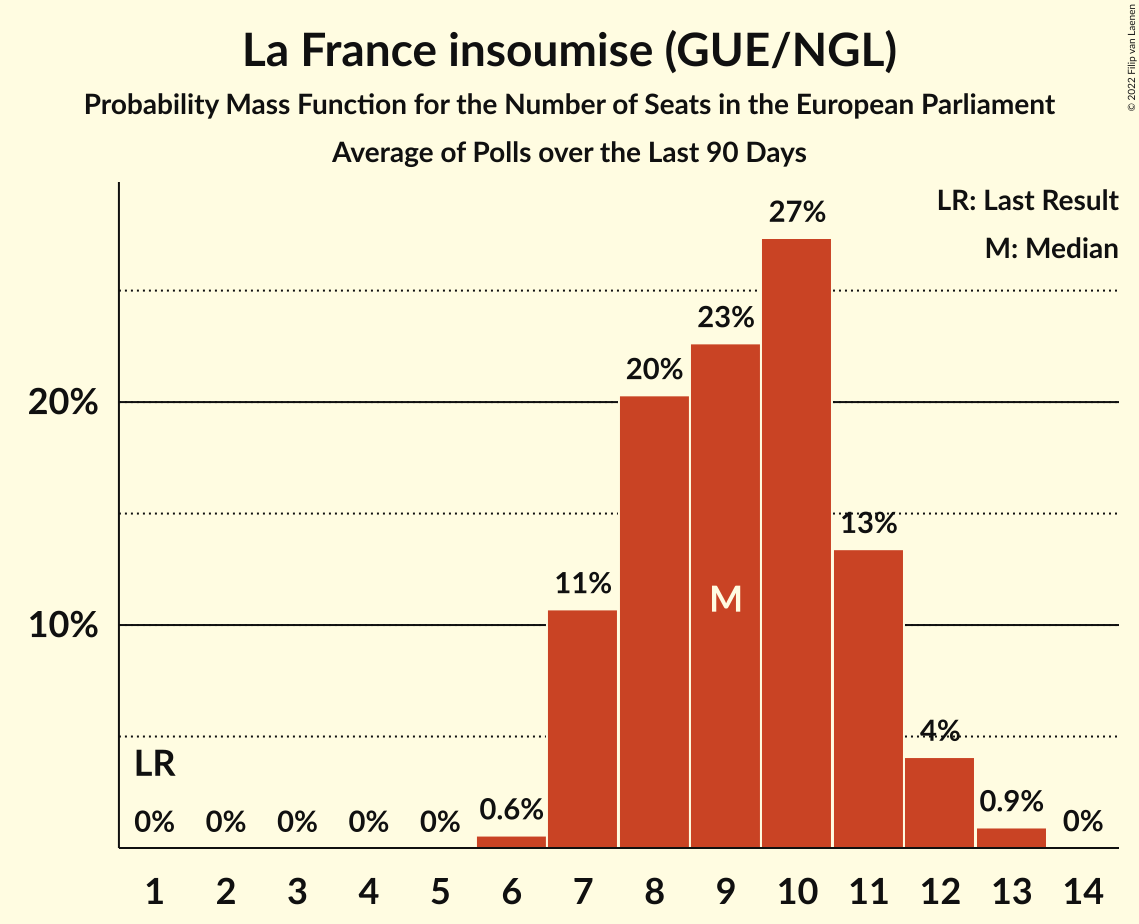 La France insoumise (GUE/NGL)
Probability Mass Function for the Number of Seats in the European Parliament
Average of Polls over the Last 90 Days
© 2022 Filip van Laenen
LR: Last Result
M: Median
27%
23%
20%
20%
13%
11%
M
10%
4%
LR
0% 0% 0% 0% 0% 0.6% 0.9% 0%
1 2 3 4 5 6 7 8 9 10 11 12 13 14